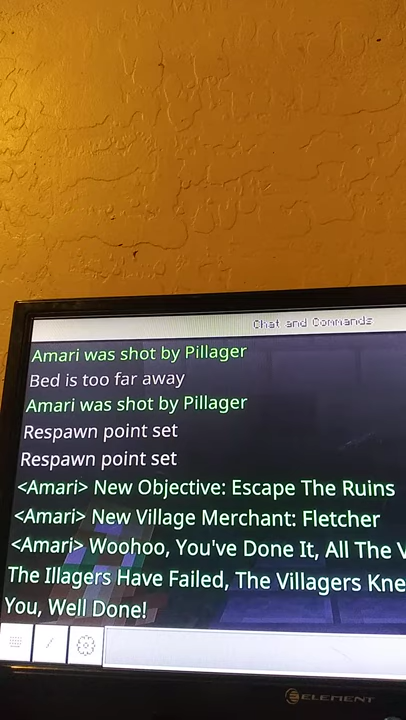 Chat and Commands
Amari was shot by Pillager
Bed is too far away
Amari was shot by Pillager
Respawn point set
Respawn point set
<Amari> New Objective: Escape The Ruins
<Amari> New Village Merchant: Fletcher
<Amari> Woohoo, You've Done It, All The V
The Illagers Have Failed, The Villagers Kne
You, Well Done!
ELEMENT